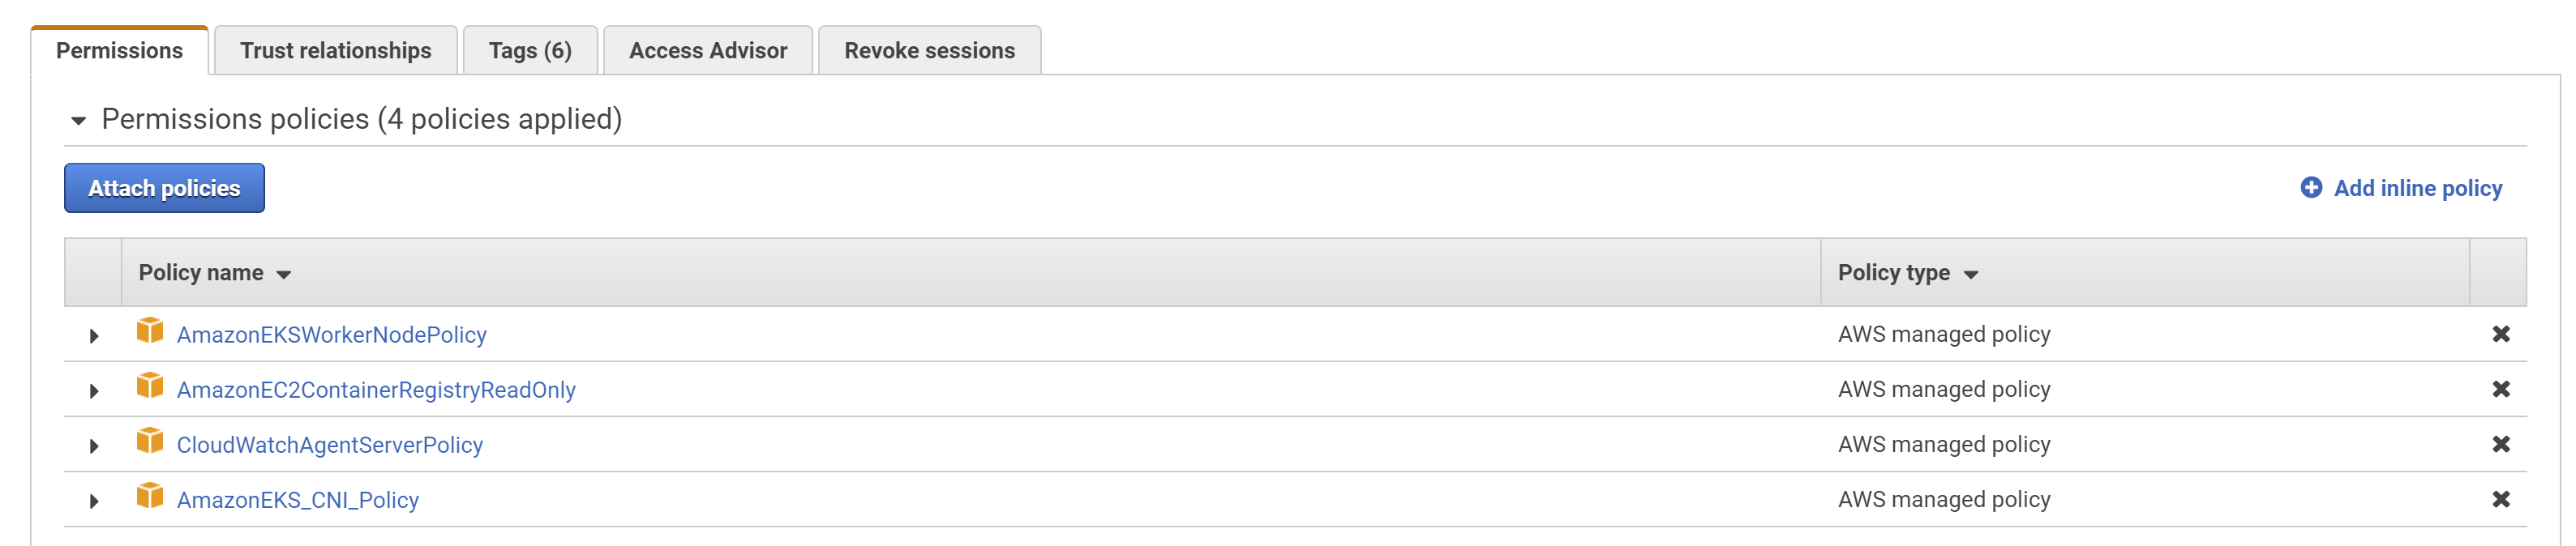 Permissions Trust relationships Tags (6) Access Advisor Revoke sessions
Permissions policies (4 policies applied)
Attach policies Add inline policy
Policy name Policy type
AmazonEKSWorkerNodePolicy AWS managed policy
AmazonEC2ContainerRegistryReadOnly AWS managed policy
CloudWatchAgentServerPolicy AWS managed policy
AmazonEKS_CNI_Policy AWS managed policy